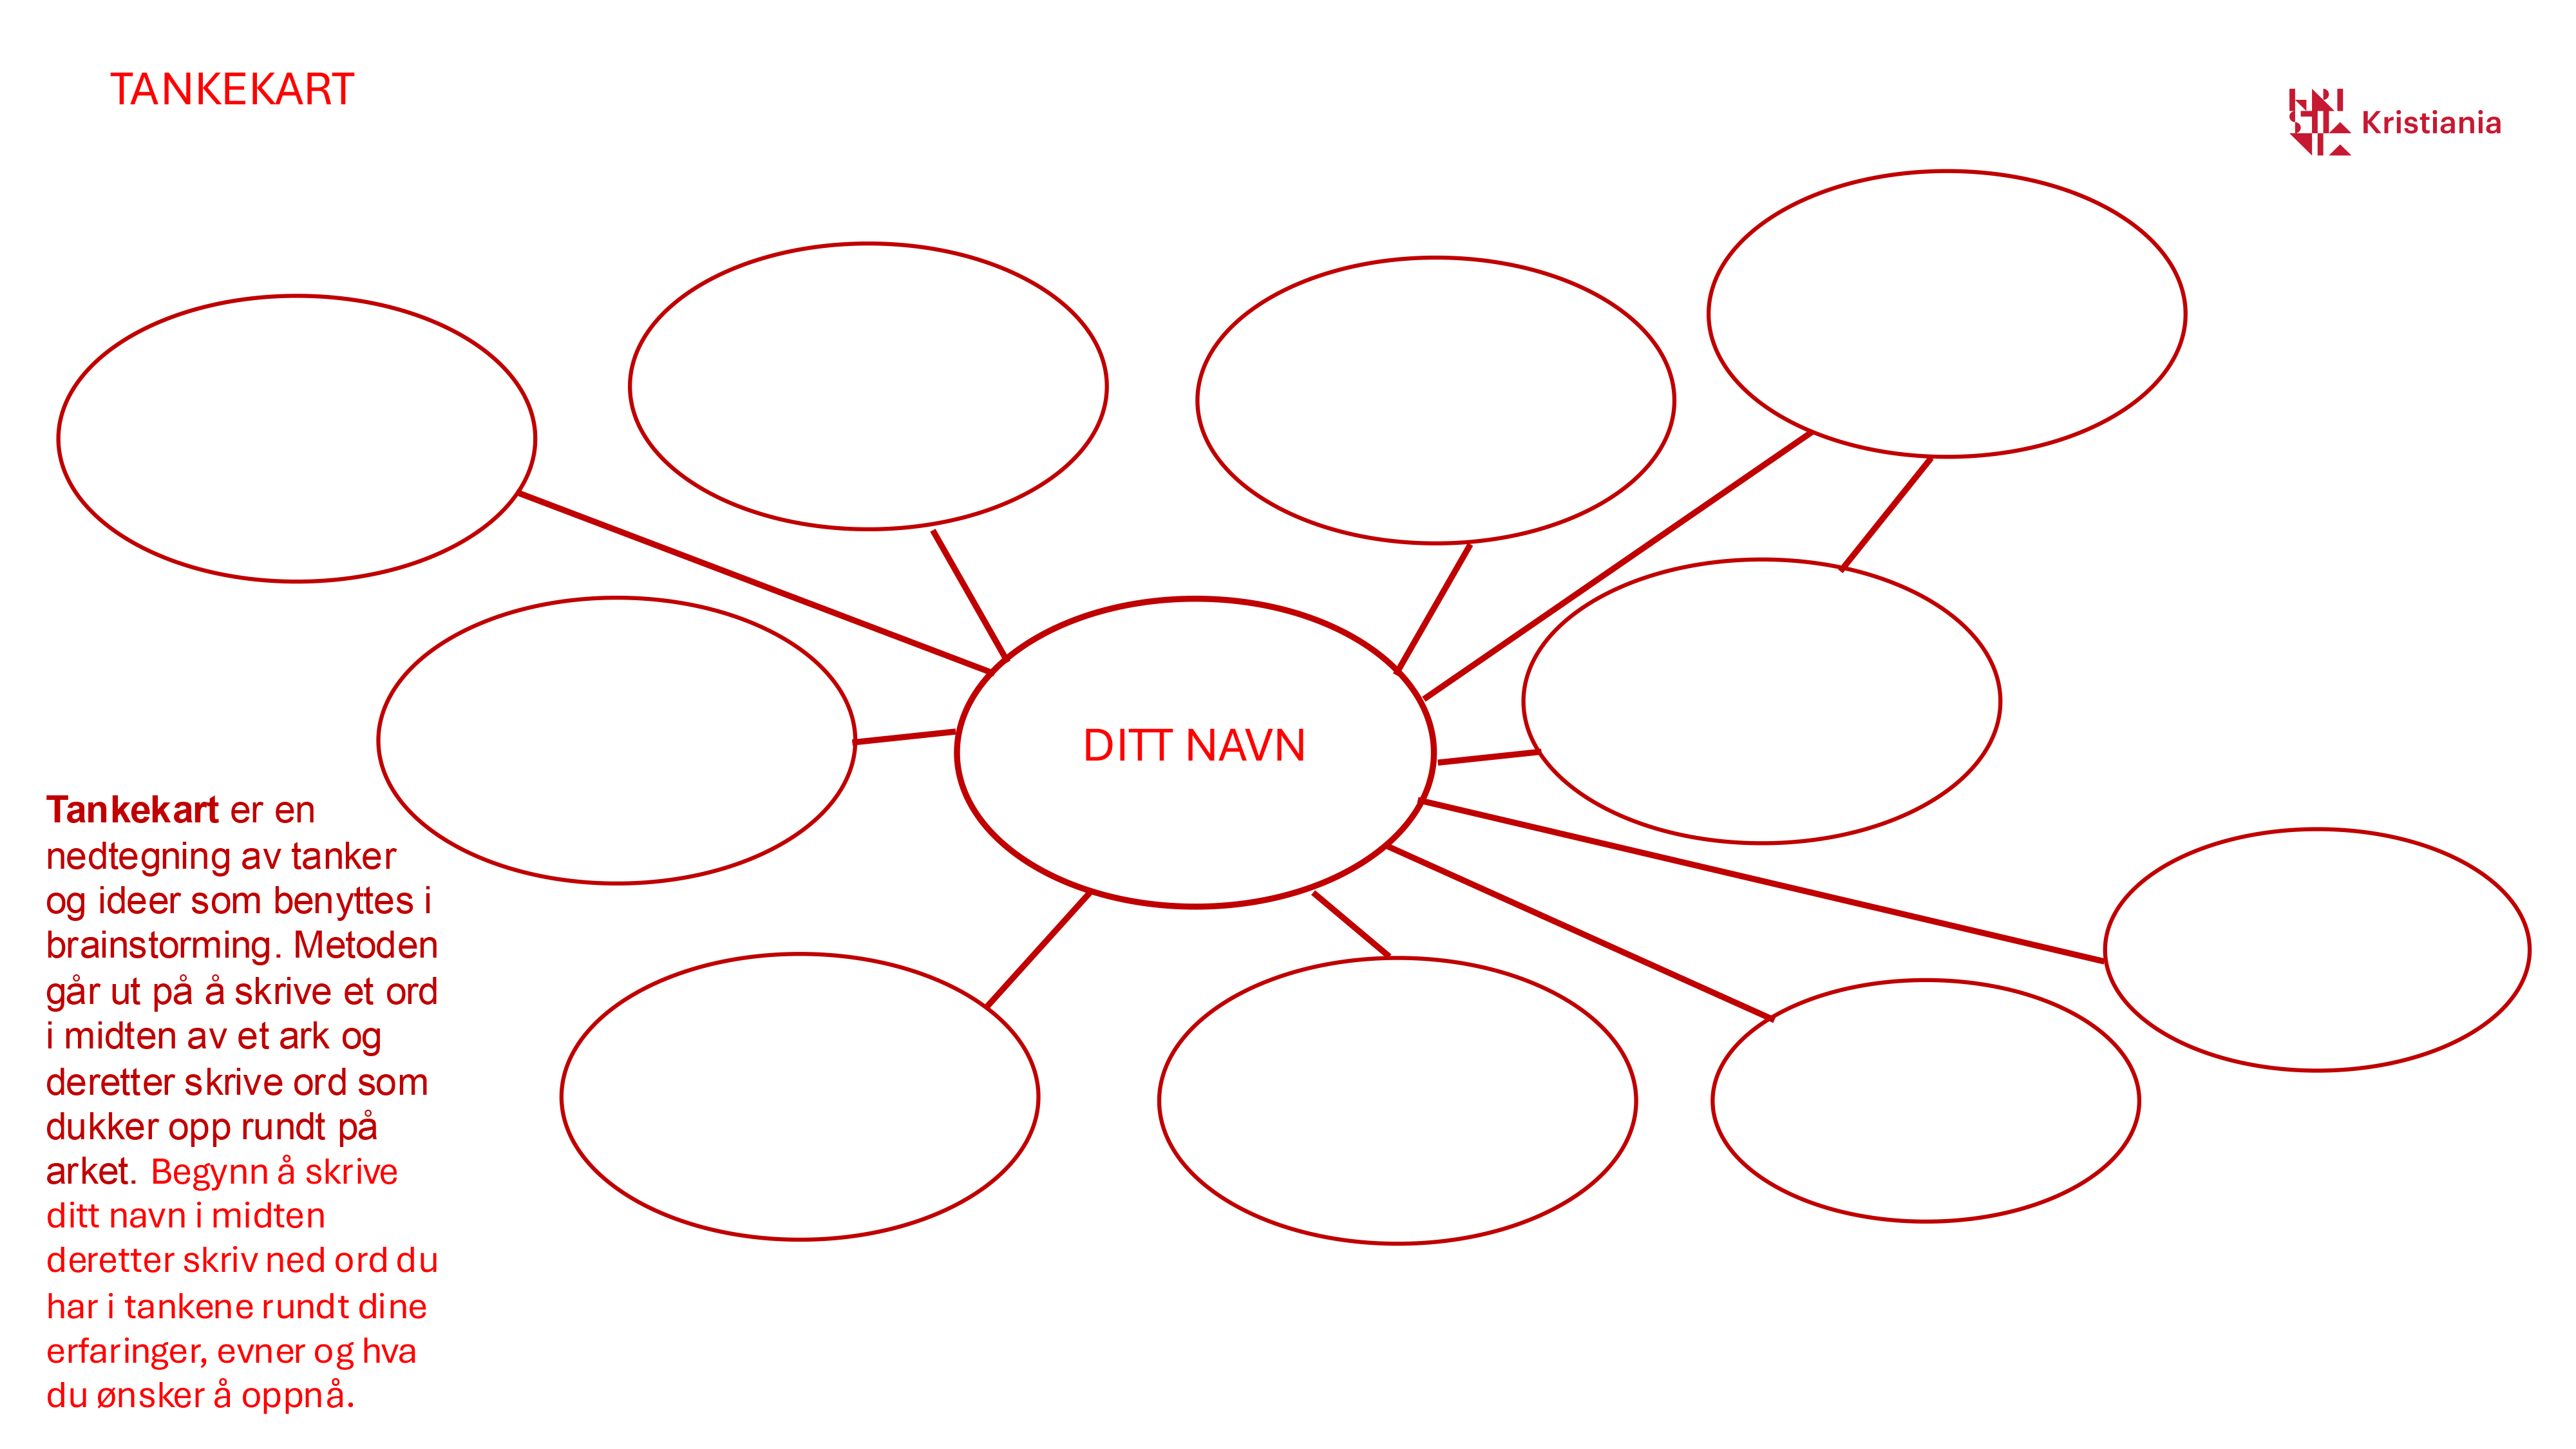 TANKEKART
Kristiania
DITT NAVN
Tankekart er en
nedtegning av tanker
og ideer som benyttes i
brainstorming. Metoden
går ut på å skrive et ord
i midten av et ark og
deretter skrive ord som
dukker opp rundt på
arket. Begynn å skrive
ditt navn i midten
deretter skriv ned ord du
har i tankene rundt dine
erfaringer, evner og hva
du ønsker å oppnå.